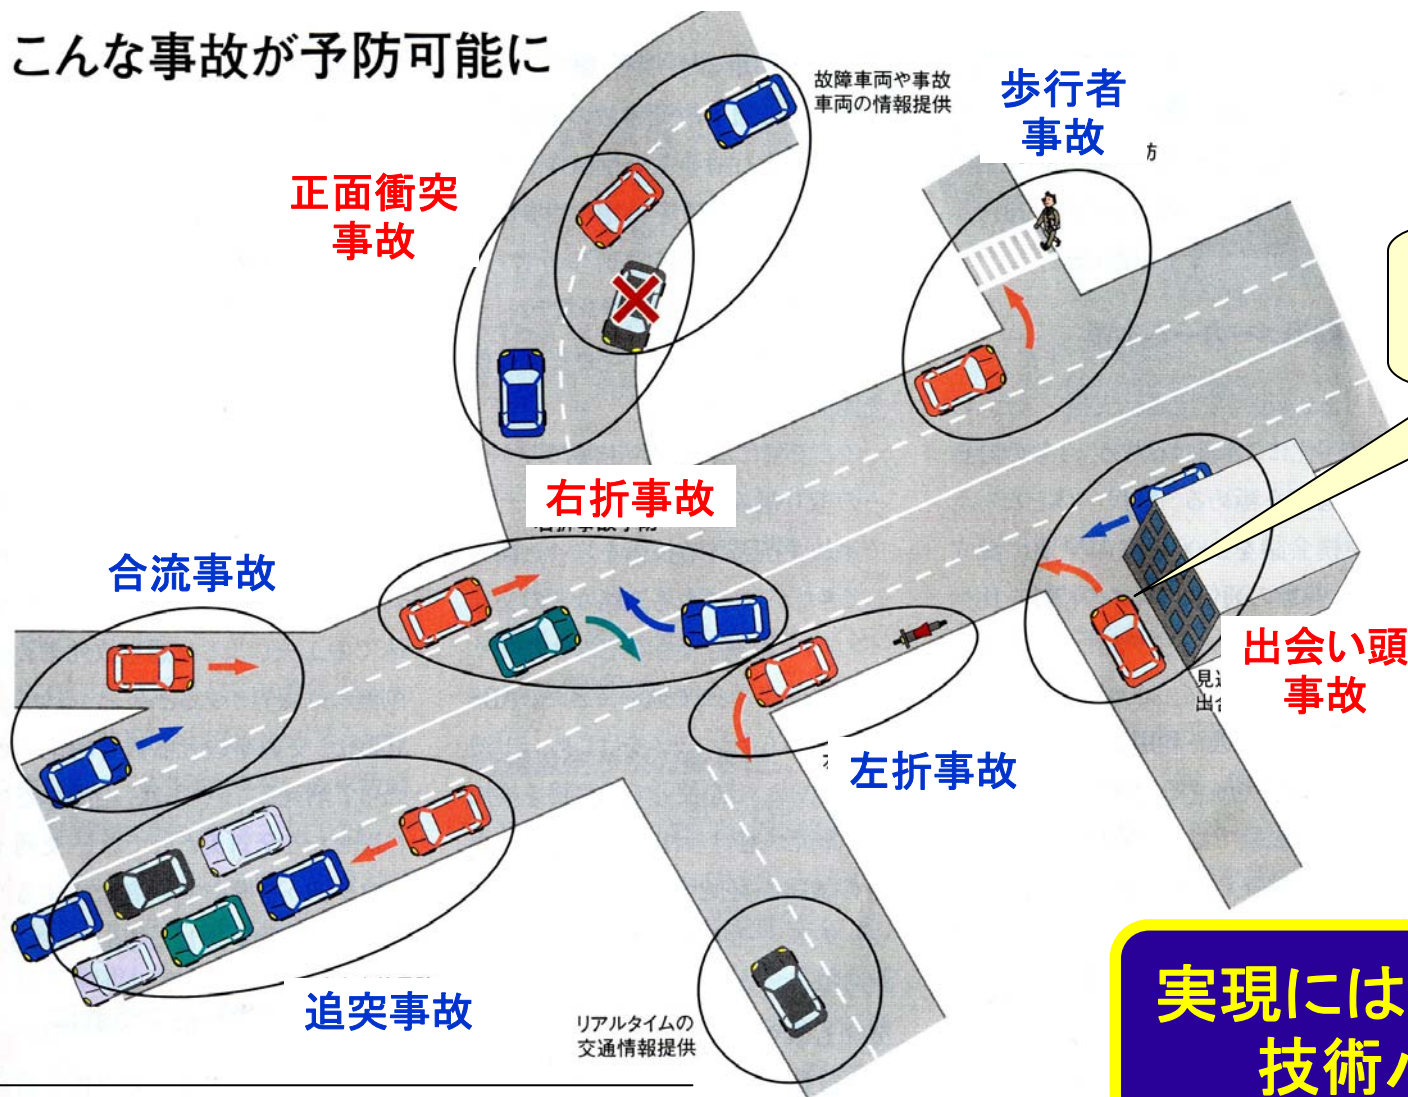 こんな事故が予防可能に
故障車両や事故
車両の情報提供
歩行者
事故
防
正面衝突
事故
右折事故
合流事故
出会い頭
事故
左折事故
追突事故
リアルタイムの
交通情報提供
実現には
技術